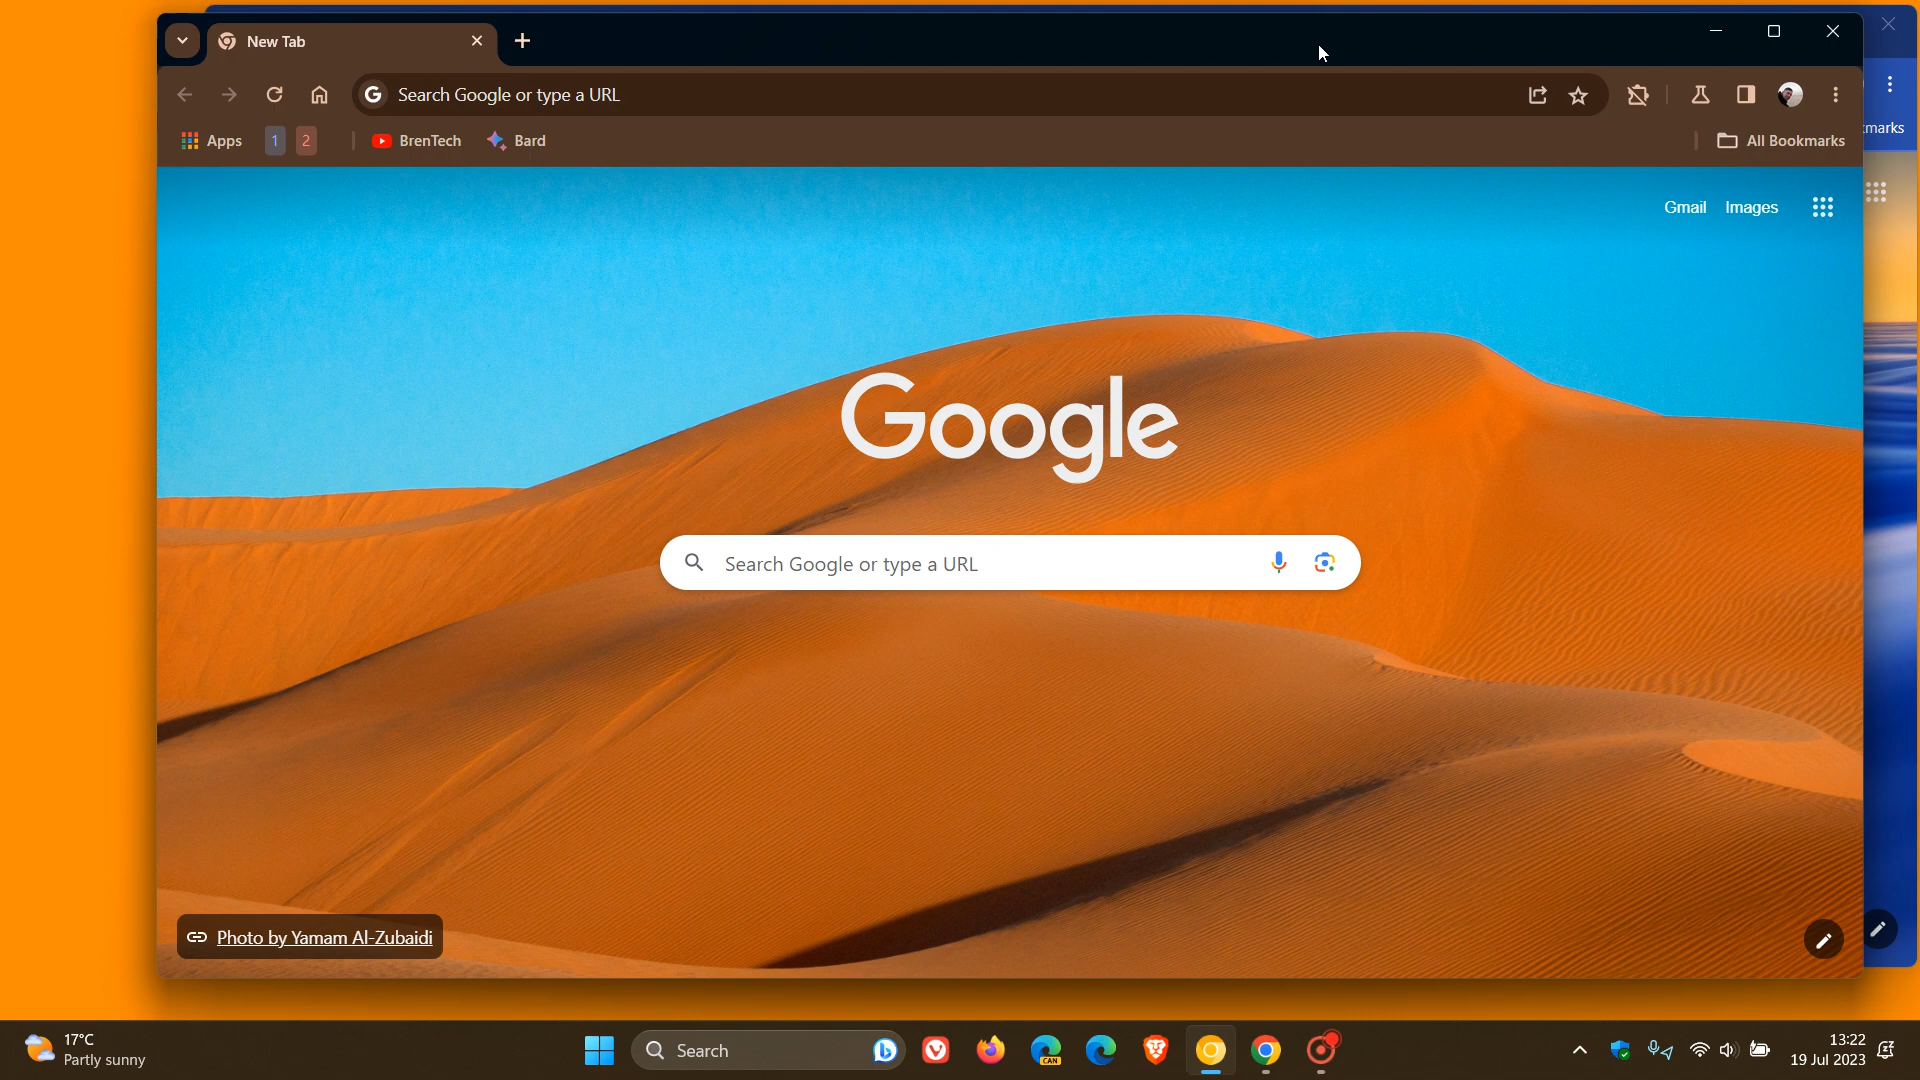 New Tab
Search Google or type a URL
Apps
1
2
BrenTech
Bard
All Bookmarks
marks
Gmail
Images
Google
Search Google or type a URL
Photo by Yamam Al-Zubaidi
17°C
Partly sunny
Search
CAN
13:22
19 Jul 2023